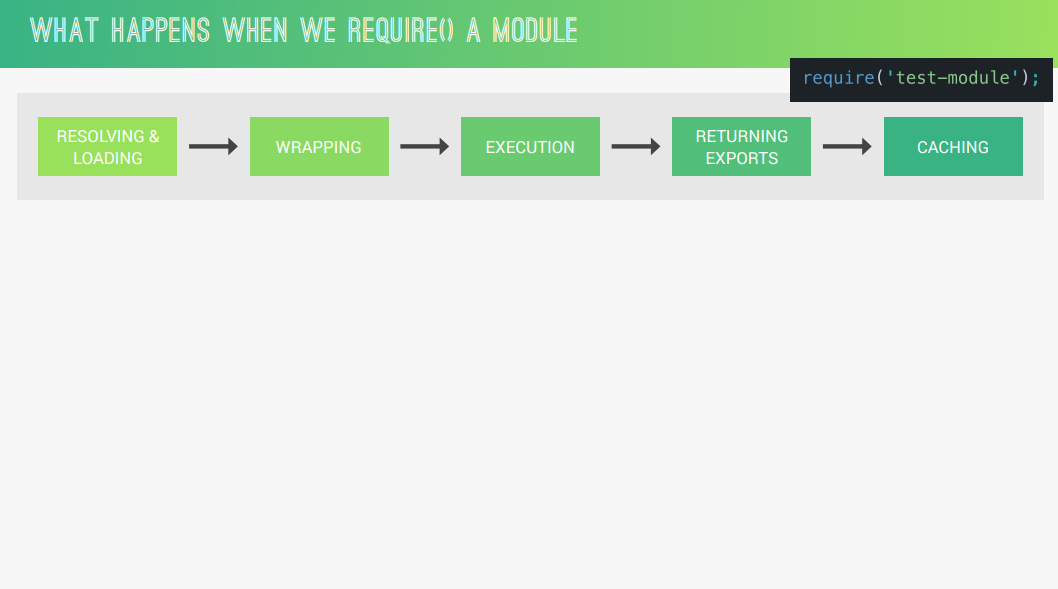 WHAT HAPPENS WHEN WE REQUIRE() A MODULE
require('test-module');
RESOLVING &
LOADING
WRAPPING
EXECUTION
RETURNING
EXPORTS
CACHING